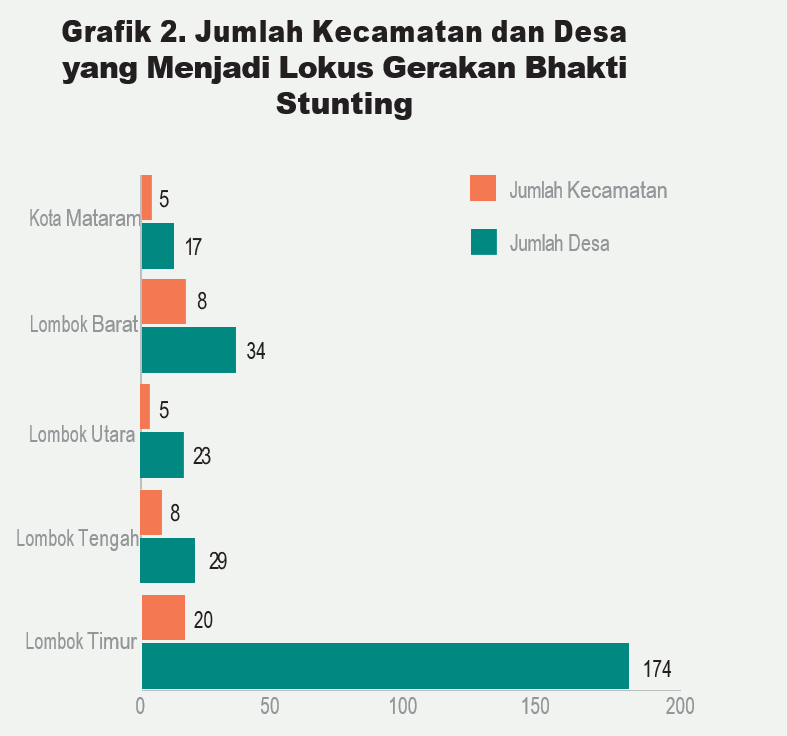 Grafik 2. Jumlah Kecamatan dan Desa
yang Menjadi Lokus Gerakan Bhakti
Stunting
Jumlah Kecamatan
Jumlah Desa
Kota Mataram
5
17
Lombok Barat
8
34
Lombok Utara
5
23
Lombok Tengah
8
29
Lombok Timur
20
174
0 50 100 150 200